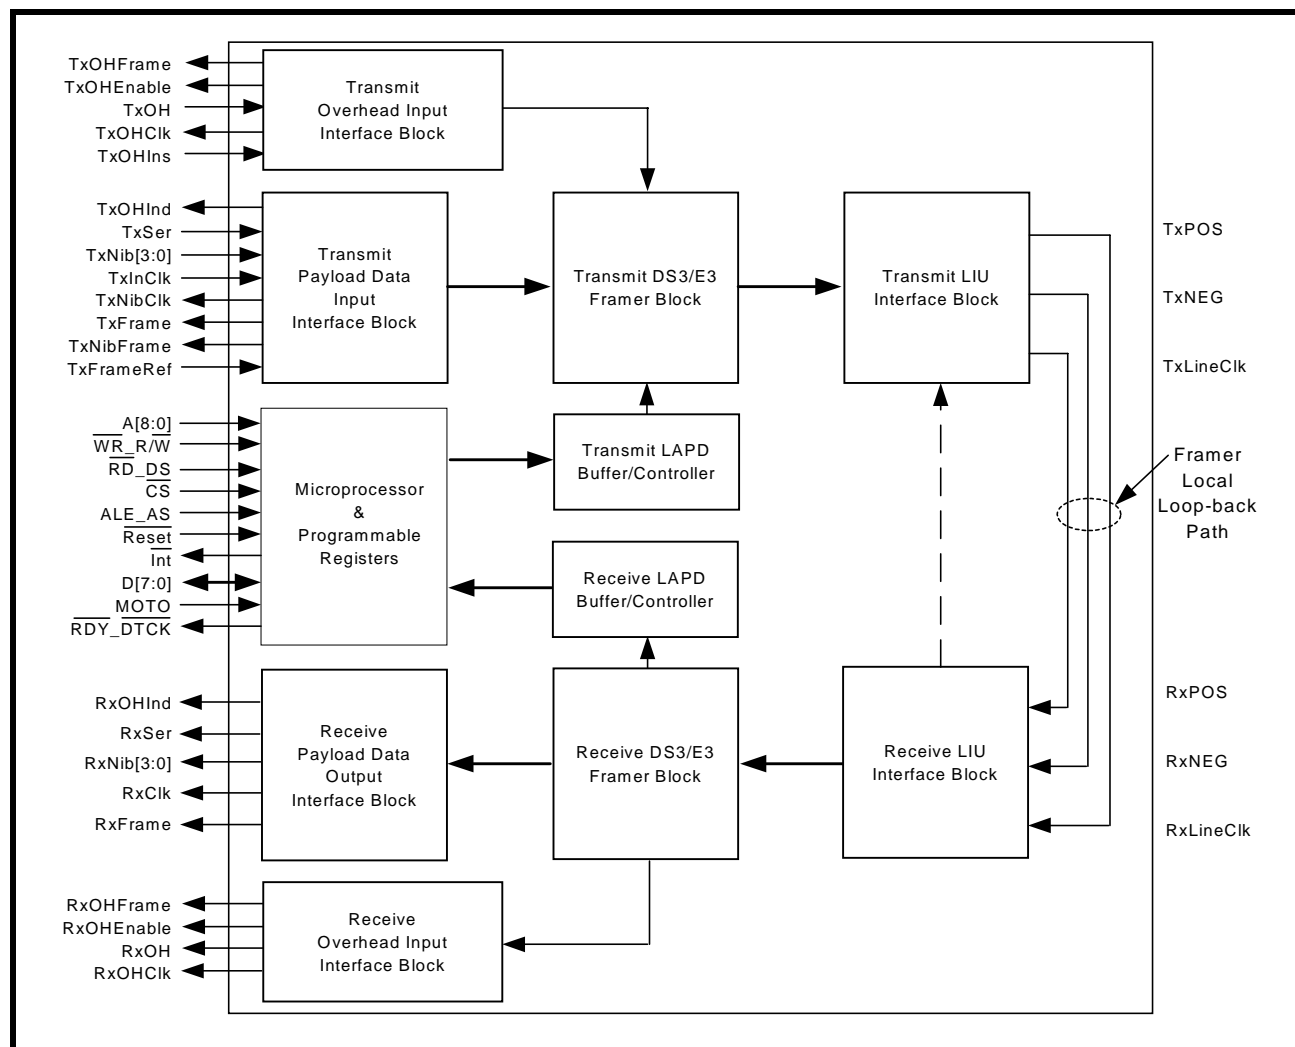 TxOHFrame
TxOHEnable
TxOH
TxOHClk
TxOHIns
Transmit
Overhead Input
Interface Block
TxOHInd
TxSer
TxNib[3:0]
TxInClk
TxNibClk
TxFrame
TxNibFrame
TxFrameRef
Transmit
Payload Data
Input
Interface Block
Transmit DS3/E3
Framer Block
Transmit LIU
Interface Block
TxPOS
TxNEG
TxLineClk
A[8:0]
WR_R/W
RD_DS
CS
ALE_AS
Reset
Int
D[7:0]
MOTO
RDY_DTCK
Microprocessor
&
Programmable
Registers
Transmit LAPD
Buffer/Controller
Receive LAPD
Buffer/Controller
Framer
Local
Loop-back
Path
RxOHInd
RxSer
RxNib[3:0]
RxClk
RxFrame
Receive
Payload Data
Output
Interface Block
Receive DS3/E3
Framer Block
Receive LIU
Interface Block
RxPOS
RxNEG
RxLineClk
RxOHFrame
RxOHEnable
RxOH
RxOHClk
Receive
Overhead Input
Interface Block